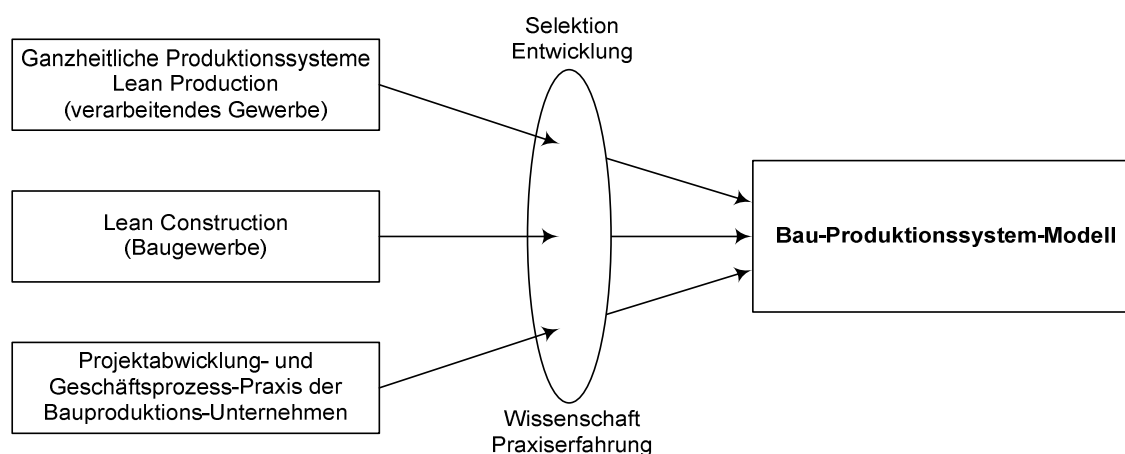 Selektion
Entwicklung
Ganzheitliche Produktionssysteme
Lean Production
(verarbeitendes Gewerbe)
Lean Construction
(Baugewerbe)
Bau-Produktionssystem-Modell
Projektabwicklung- und
Geschäftsprozess-Praxis der
Bauproduktions-Unternehmen
Wissenschaft
Praxiserfahrung